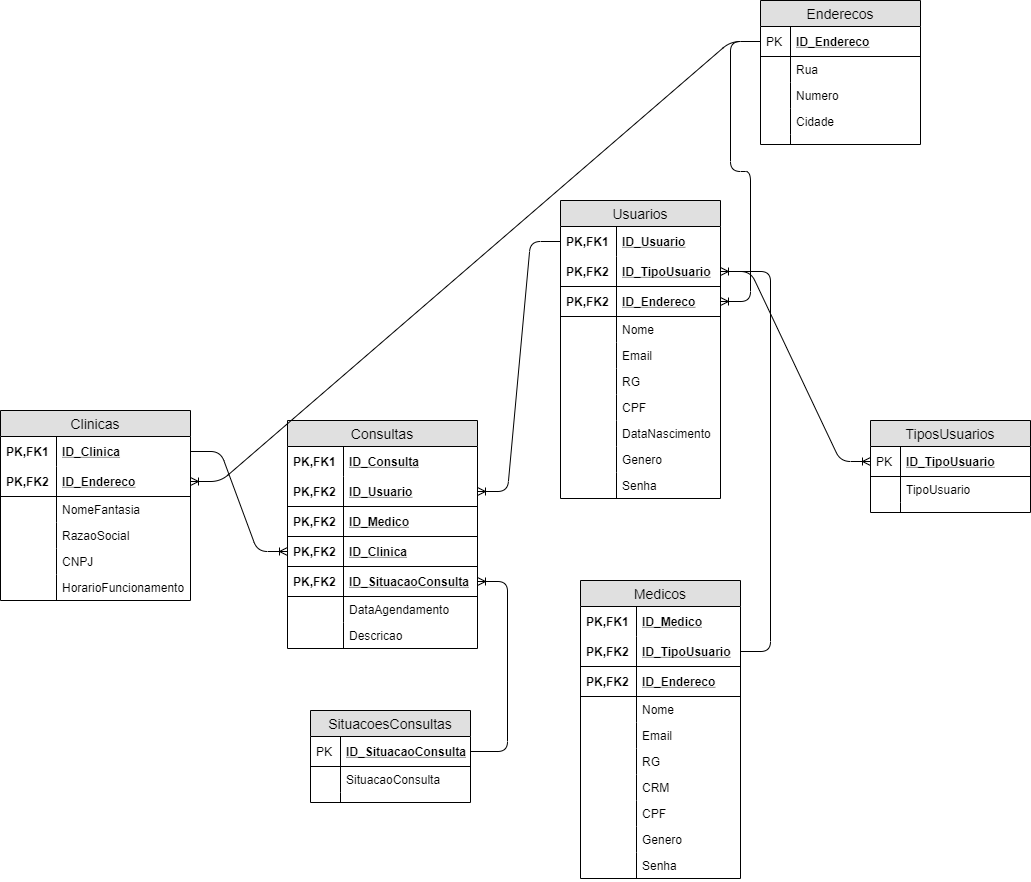 Enderecos
PK ID_Endereco
Rua
Numero
Cidade
Usuarios
PK,FK1 ID_Usuario
PK,FK2 ID_TipoUsuario
PK,FK2 ID_Endereco
Nome
Email
RG
CPF
DataNascimento
Genero
Senha
Clinicas
PK,FK1 ID_Clinica
PK,FK2 ID_Endereco
NomeFantasia
RazaoSocial
CNPJ
HorarioFuncionamento
Consultas
PK,FK1 ID_Consulta
PK,FK2 ID_Usuario
PK,FK2 ID_Medico
PK,FK2 ID_Clinica
PK,FK2 ID_SituacaoConsulta
DataAgendamento
Descricao
TiposUsuarios
PK ID_TipoUsuario
TipoUsuario
Medicos
PK,FK1 ID_Medico
PK,FK2 ID_TipoUsuario
PK,FK2 ID_Endereco
Nome
Email
RG
CRM
CPF
Genero
Senha
SituacoesConsultas
PK ID_SituacaoConsulta
SituacaoConsulta